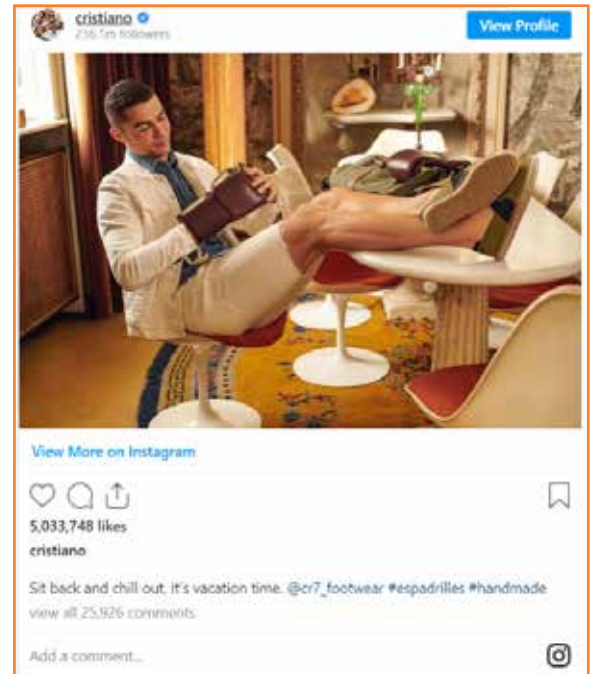 cristiano
236.1m followers
View Profile
View More on Instagram
5,033,748 likes
cristiano
Sit back and chill out, it's vacation time. @cr7_footwear #espadrilles #handmade
view all 25,926 comments
Add a comment...